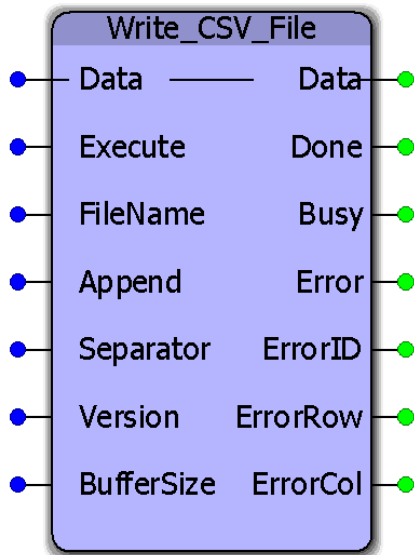 Write_CSV_File
Data Data
Execute Done
FileName Busy
Append Error
Separator ErrorID
Version ErrorRow
BufferSize ErrorCol